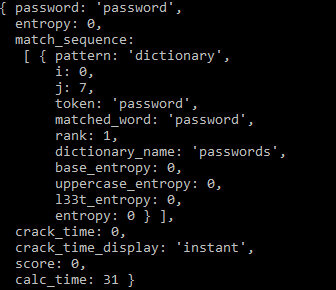 { password: 'password',
  entropy: 0,
  match_sequence:
   [ { pattern: 'dictionary',
       i: 0,
       j: 7,
       token: 'password',
       matched_word: 'password',
       rank: 1,
       dictionary_name: 'passwords',
       base_entropy: 0,
       uppercase_entropy: 0,
       l33t_entropy: 0,
       entropy: 0 } ],
  crack_time: 0,
  crack_time_display: 'instant',
  score: 0,
  calc_time: 31 }